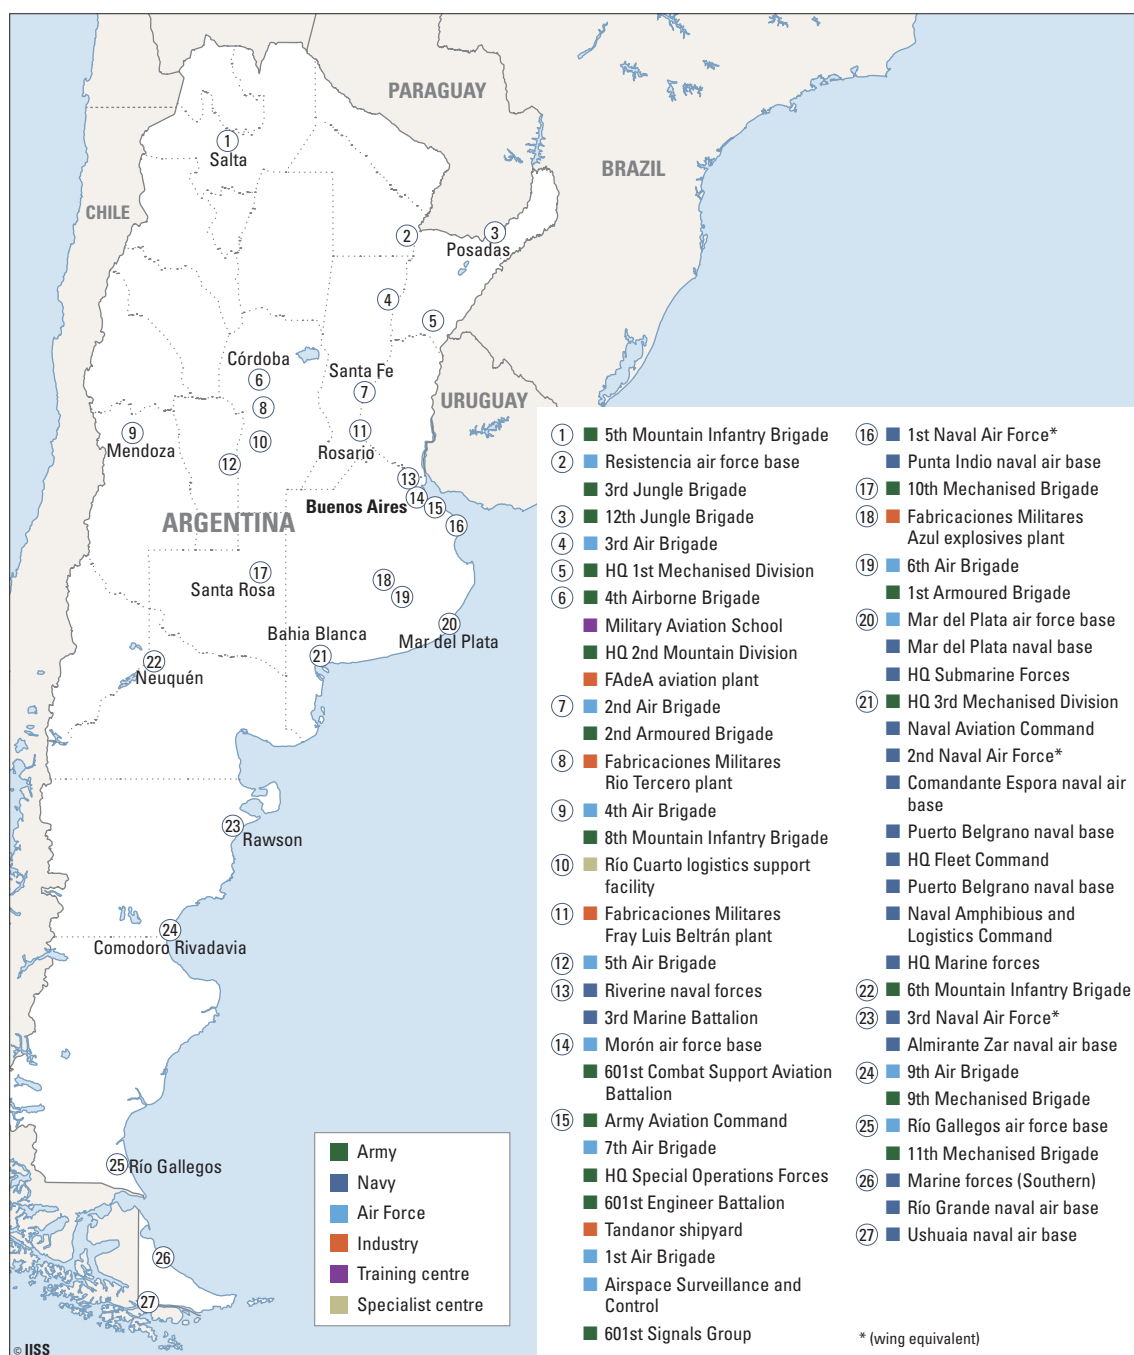 PARAGUAY
BRAZIL
CHILE
URUGUAY
ARGENTINA
1
Salta
2
3
Posadas
4
5
Córdoba
6
Santa Fe
7
8
9
Mendoza
10
11
Rosario
12
13
Buenos Aires
14
15
16
17
Santa Rosa
18
19
20
Mar del Plata
Bahia Blanca
21
22
Neuquén
23
Rawson
24
Comodoro Rivadavia
25 Río Gallegos
26
27
Army
Navy
Air Force
Industry
Training centre
Specialist centre
© IISS
1 5th Mountain Infantry Brigade
2 Resistencia air force base
3rd Jungle Brigade
3 12th Jungle Brigade
4 3rd Air Brigade
5 HQ 1st Mechanised Division
6 4th Airborne Brigade
Military Aviation School
HQ 2nd Mountain Division
FAdeA aviation plant
7 2nd Air Brigade
2nd Armoured Brigade
8 Fabricaciones Militares
Rio Tercero plant
9 4th Air Brigade
8th Mountain Infantry Brigade
10 Río Cuarto logistics support
facility
11 Fabricaciones Militares
Fray Luis Beltrán plant
12 5th Air Brigade
13 Riverine naval forces
3rd Marine Battalion
14 Morón air force base
601st Combat Support Aviation
Battalion
15 Army Aviation Command
7th Air Brigade
HQ Special Operations Forces
601st Engineer Battalion
Tandanor shipyard
1st Air Brigade
Airspace Surveillance and
Control
601st Signals Group
16 1st Naval Air Force*
Punta Indio naval air base
17 10th Mechanised Brigade
18 Fabricaciones Militares
Azul explosives plant
19 6th Air Brigade
1st Armoured Brigade
20 Mar del Plata air force base
Mar del Plata naval base
HQ Submarine Forces
21 HQ 3rd Mechanised Division
Naval Aviation Command
2nd Naval Air Force*
Comandante Espora naval air
base
Puerto Belgrano naval base
HQ Fleet Command
Puerto Belgrano naval base
Naval Amphibious and
Logistics Command
HQ Marine forces
22 6th Mountain Infantry Brigade
23 3rd Naval Air Force*
Almirante Zar naval air base
24 9th Air Brigade
9th Mechanised Brigade
25 Río Gallegos air force base
11th Mechanised Brigade
26 Marine forces (Southern)
Río Grande naval air base
27 Ushuaia naval air base
* (wing equivalent)